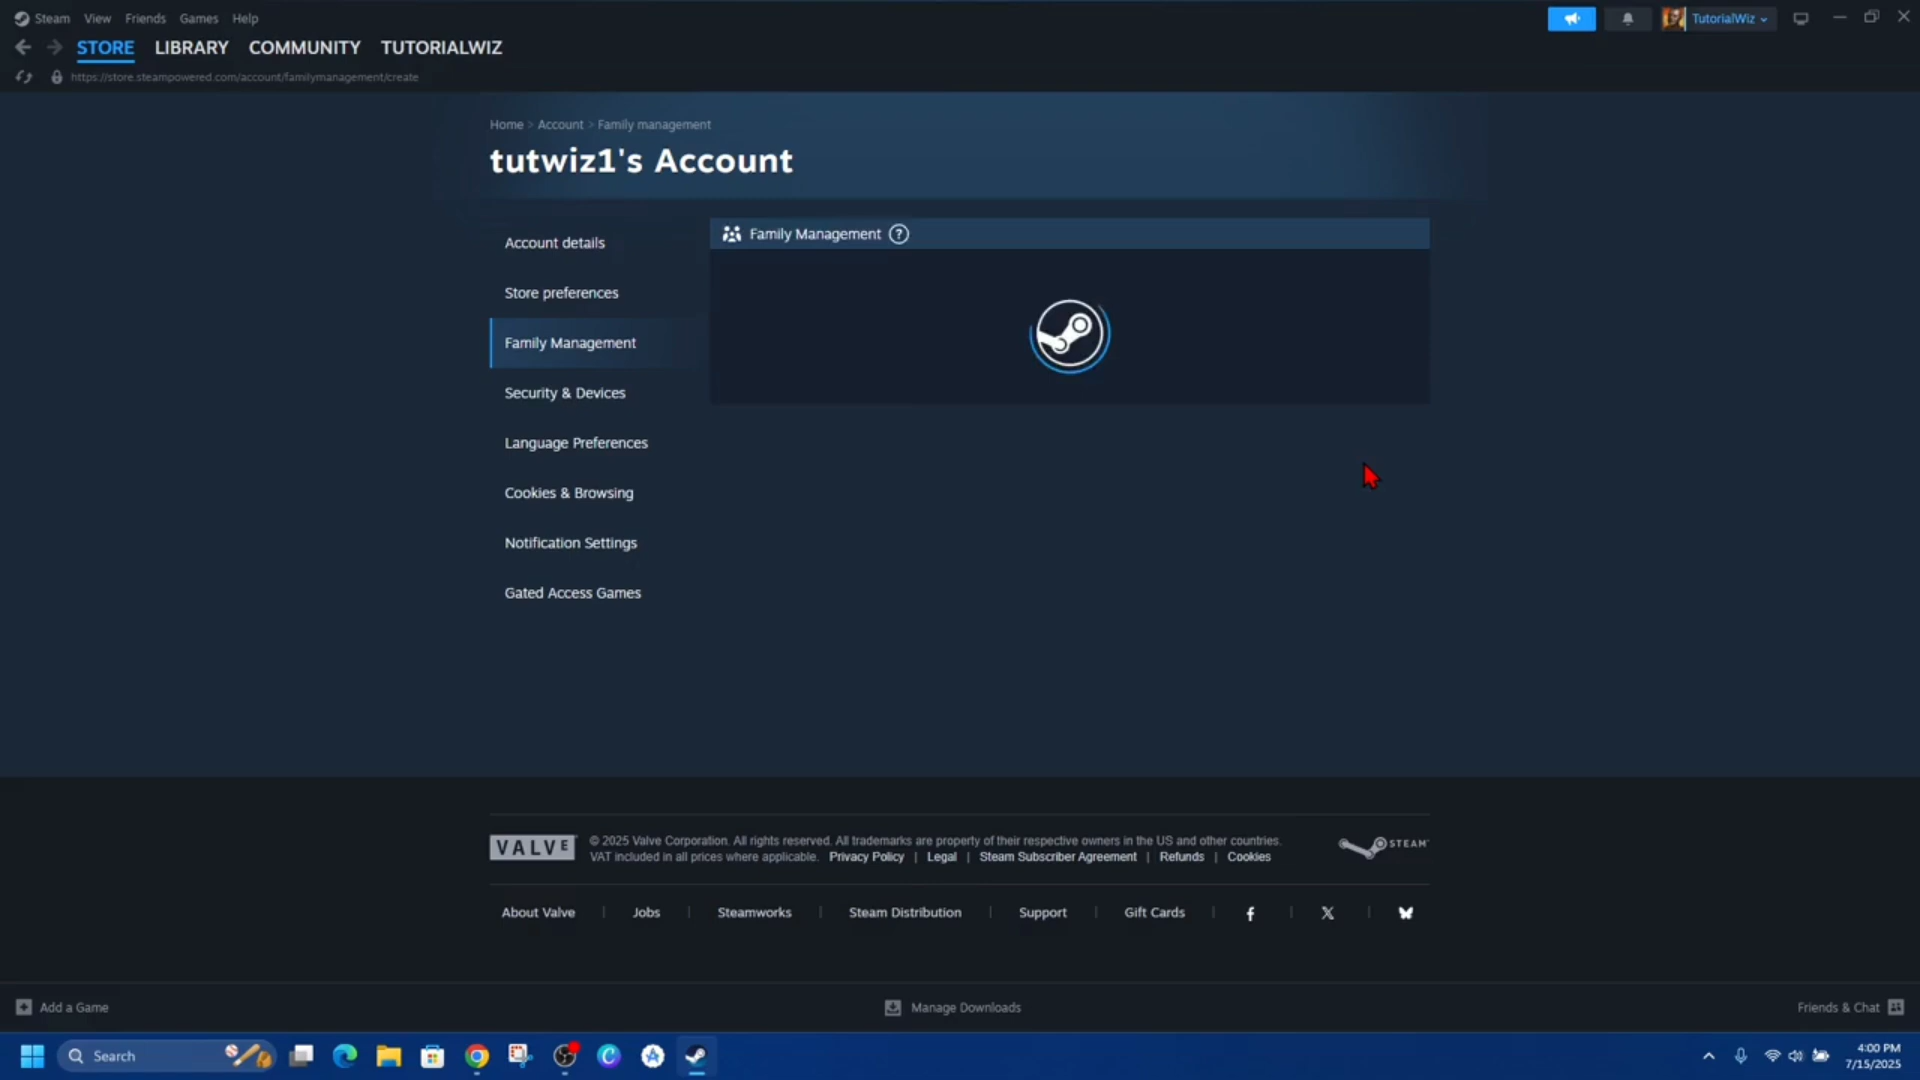 Steam View Friends Games Help
TutorialWiz
STORE LIBRARY COMMUNITY TUTORIALWIZ
https://store.steampowered.com/account/familymanagement/create
Home > Account > Family management
tutwiz1's Account
Account details
Store preferences
Family Management
Security & Devices
Language Preferences
Cookies & Browsing
Notification Settings
Gated Access Games
Family Management ?
VALVE
© 2025 Valve Corporation. All rights reserved. All trademarks are property of their respective owners in the US and other countries.
VAT included in all prices where applicable. Privacy Policy | Legal | Steam Subscriber Agreement | Refunds | Cookies
STEAM
About Valve | Jobs | Steamworks | Steam Distribution | Support | Gift Cards | f | X |
Add a Game
Manage Downloads
Friends & Chat
Search
4:00 PM
7/15/2025